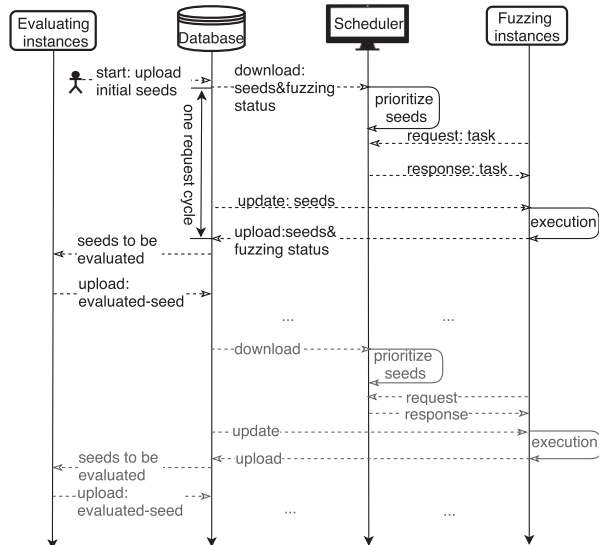 Evaluating
instances
Database
Scheduler
Fuzzing
instances
start: upload
initial seeds
download:
seeds&fuzzing
status
prioritize
seeds
request: task
response: task
one request cycle
update: seeds
execution
upload:seeds&
fuzzing status
seeds to be
evaluated
upload:
evaluated-seed
...
...
download
prioritize
seeds
request
response
update
execution
upload
seeds to be
evaluated
upload:
evaluated-seed
...
...